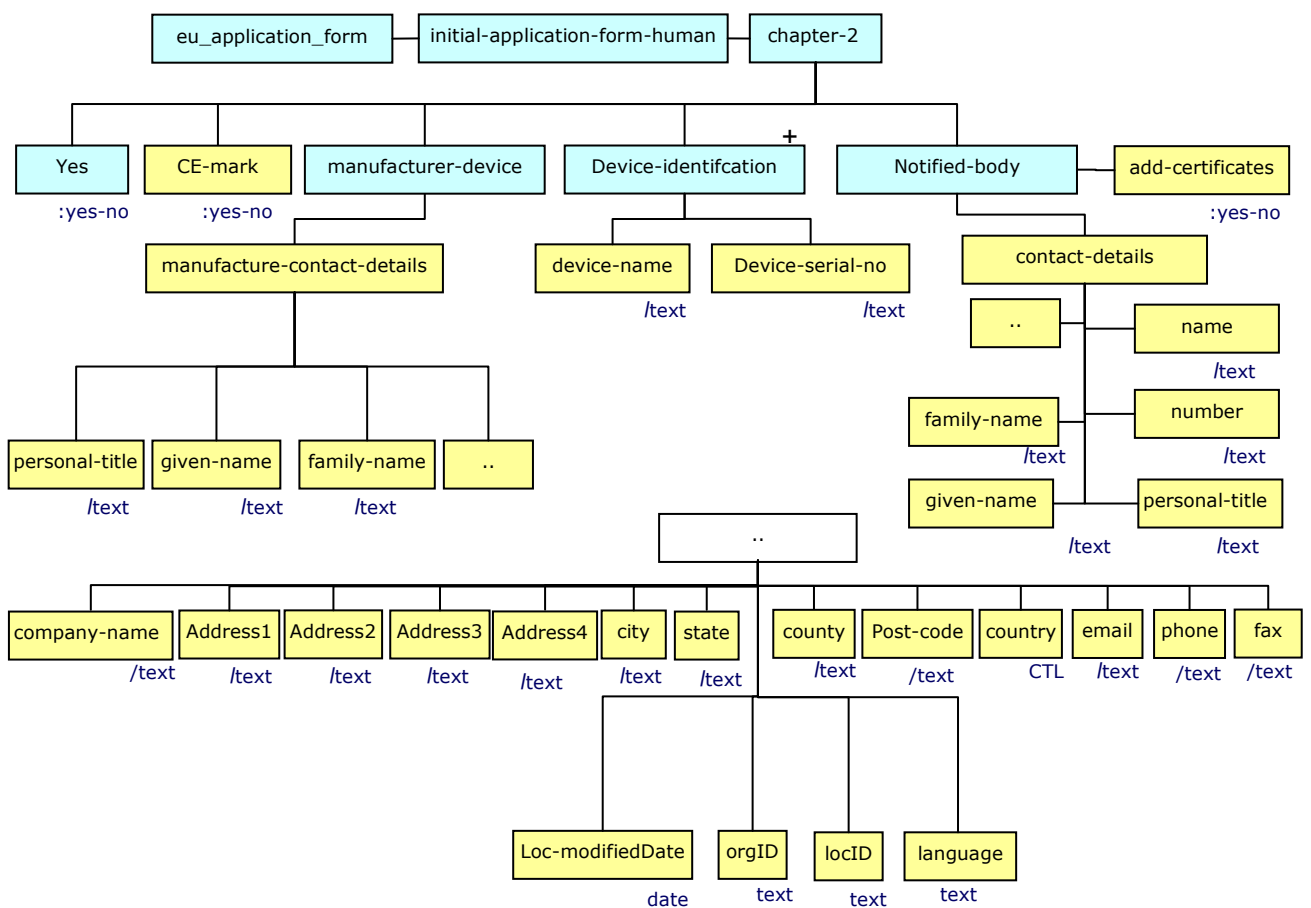 eu_application_form
initial-application-form-human
chapter-2
+
Yes
CE-mark
manufacturer-device
Device-identifcation
Notified-body
add-certificates
:yes-no
:yes-no
:yes-no
manufacture-contact-details
device-name
Device-serial-no
contact-details
/text
/text
..
name
/text
family-name
number
/text
/text
personal-title
given-name
family-name
..
/text
/text
/text
given-name
personal-title
/text
/text
..
company-name
Address1
Address2
Address3
Address4
city
state
county
Post-code
country
email
phone
fax
/text
/text
/text
/text
/text
/text
/text
/text
/text
CTL
/text
/text
/text
Loc-modifiedDate
orgID
locID
language
date
text
text
text